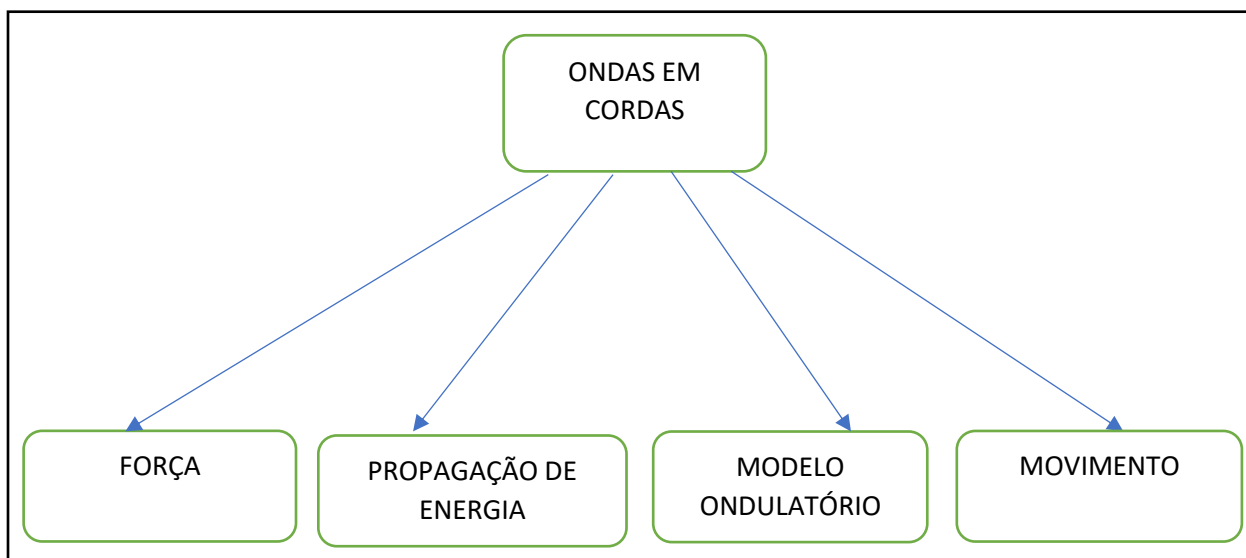 ONDAS EM
CORDAS
FORÇA
PROPAGAÇÃO DE
ENERGIA
MODELO
ONDULATÓRIO
MOVIMENTO